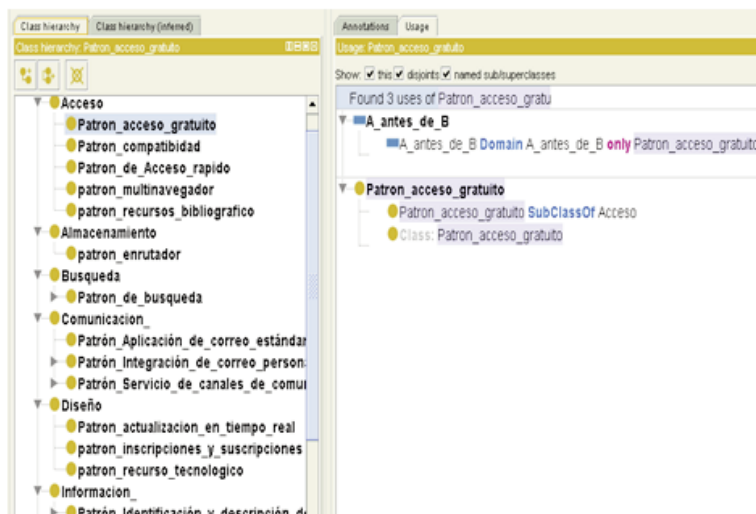 Class hierarchy
Class hierarchy (inferred)
Class hierarchy: Patron_acceso_gratuito
Acceso
Patron_acceso_gratuito
Patron_compatibidad
Patron_de_Acceso_rapido
patron_multinavegador
patron_recursos_bibliografico
Almacenamiento
patron_enrutador
Busqueda
Patron_de_busqueda
Comunicacion_
Patrón_Aplicación_de_correo_estándar
Patrón_Integración_de_correo_person
Patrón_Servicio_de_canales_de_comu
Diseño
Patron_actualizacion_en_tiempo_real
patron_inscripciones_y_suscripciones
patron_recurso_tecnologico
Informacion_
Patrón_Identificación_y_descripción_de
Annotations
Usage
Usage: Patron_acceso_gratuito
Show: this disjoints named sub/superclasses
Found 3 uses of Patron_acceso_gratu
A_antes_de_B
A_antes_de_B Domain A_antes_de_B only Patron_acceso_gratuito
Patron_acceso_gratuito
Patron_acceso_gratuito SubClassOf Acceso
Class: Patron_acceso_gratuito